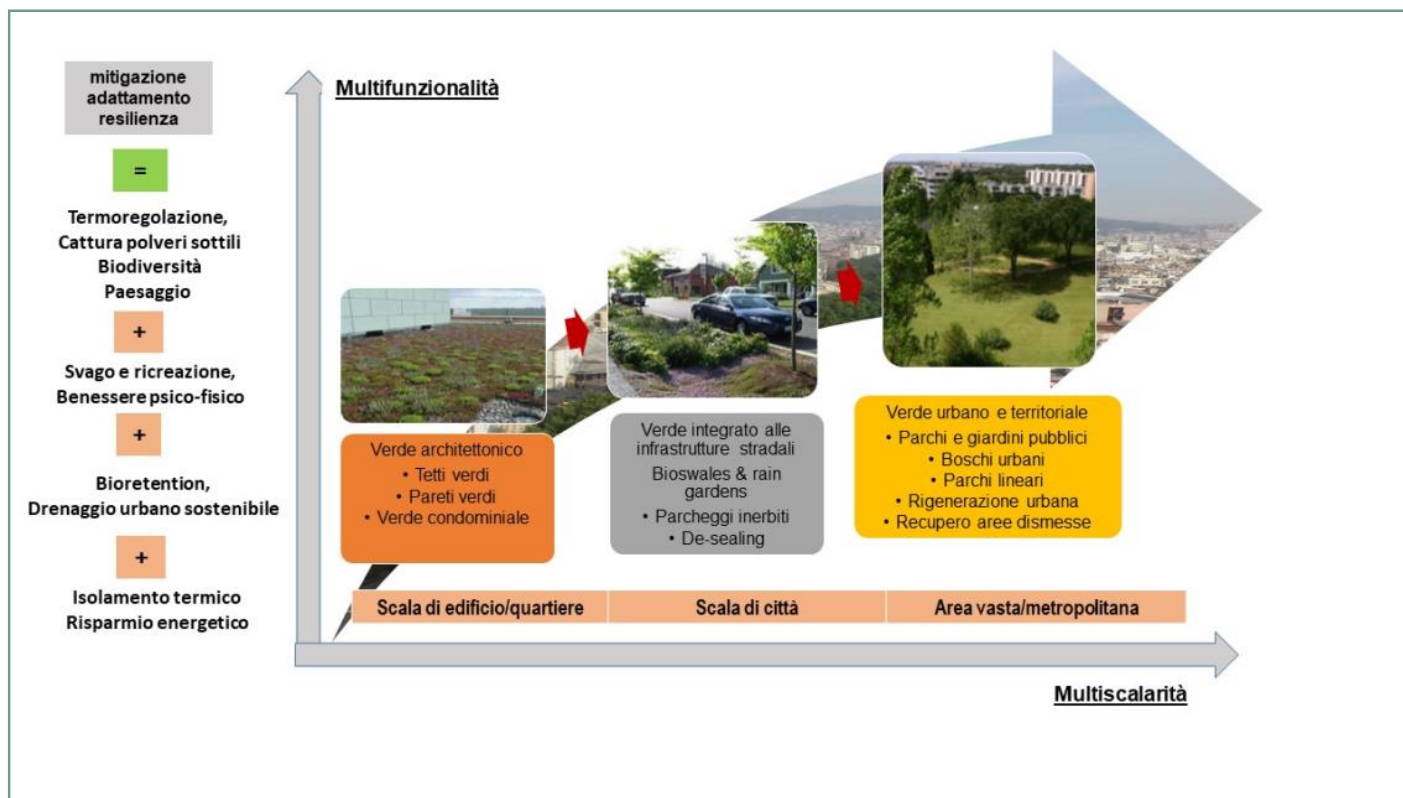 mitigazione
adattamento
resilienza
=
Termoregolazione,
Cattura polveri sottili
Biodiversità
Paesaggio
+
Svago e ricreazione,
Benessere psico-fisico
+
Bioretention,
Drenaggio urbano sostenibile
+
Isolamento termico
Risparmio energetico
Multifunzionalità
Verde architettonico
• Tetti verdi
• Pareti verdi
• Verde condominiale
Verde integrato alle
infrastrutture stradali
Bioswales & rain
gardens
• Parcheggi inerbiti
• De-sealing
Verde urbano e territoriale
• Parchi e giardini pubblici
• Boschi urbani
• Parchi lineari
• Rigenerazione urbana
• Recupero aree dismesse
Scala di edificio/quartiere
Scala di città
Area vasta/metropolitana
Multiscalarità